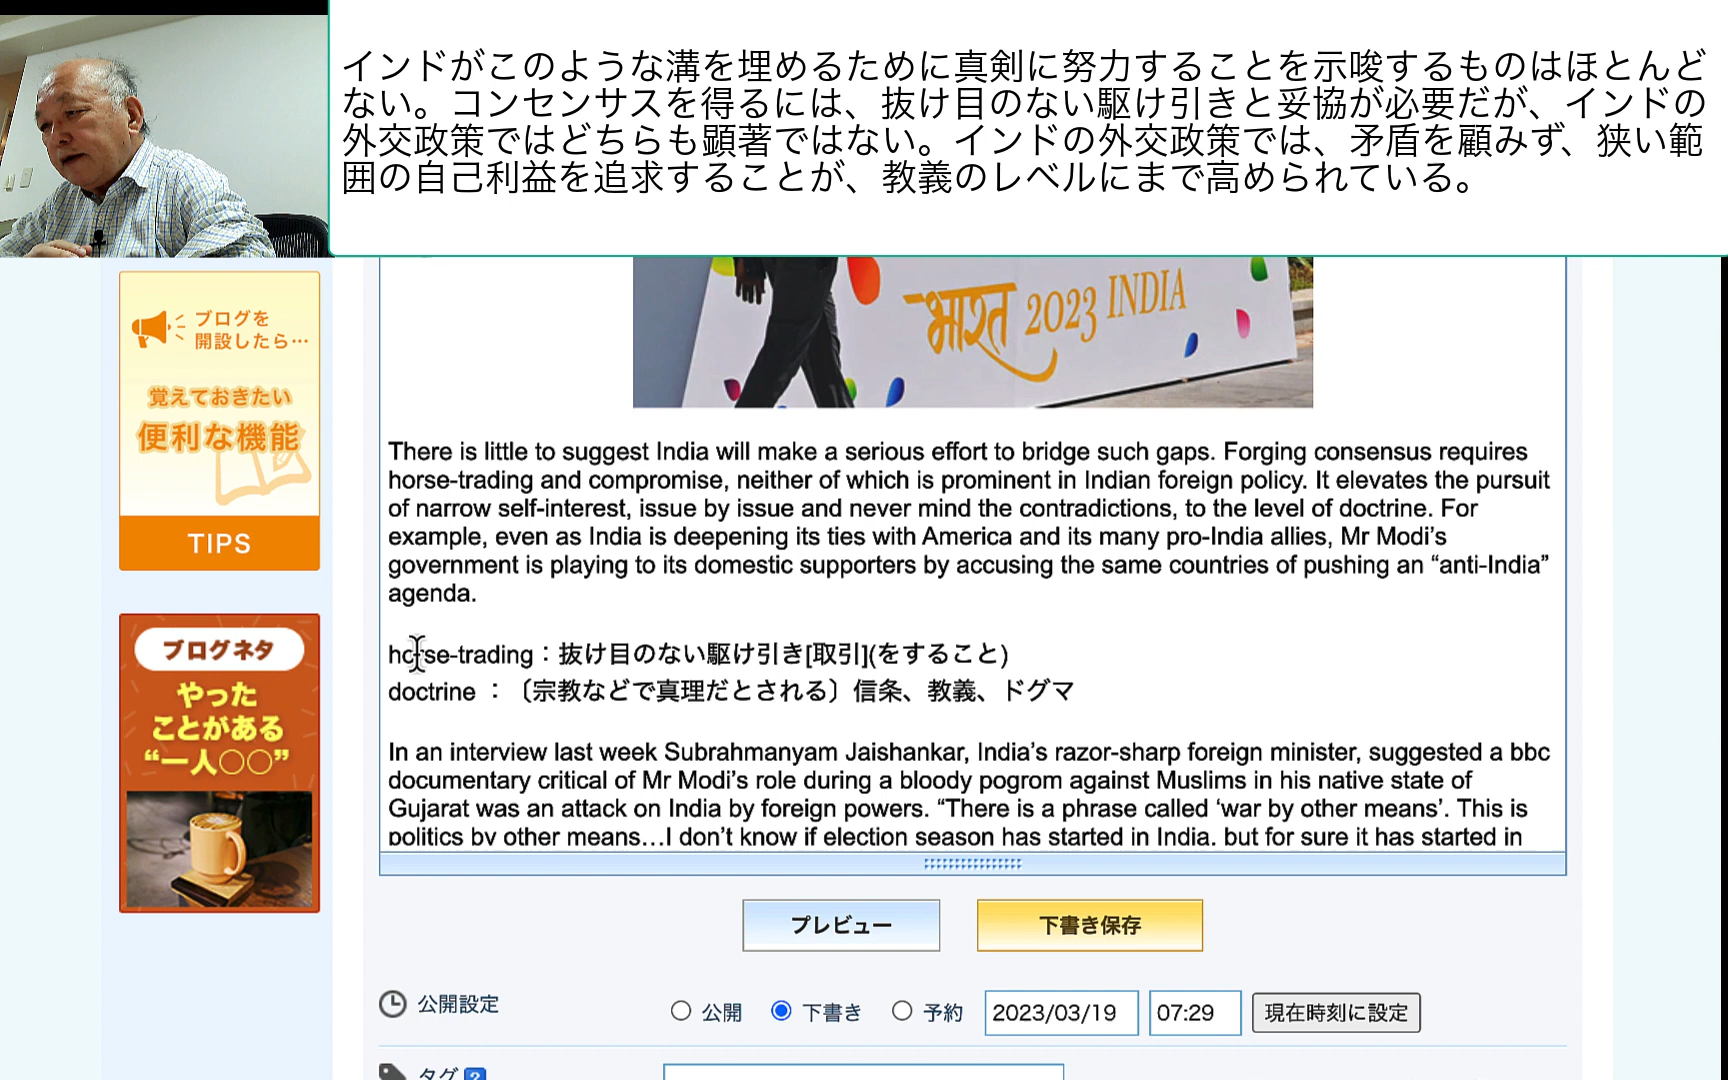 インドがこのような溝を埋めるために真剣に努力することを示唆するものはほとんど
ない。コンセンサスを得るには、抜け目のない駆け引きと妥協が必要だが、インドの
外交政策ではどちらも顕著ではない。インドの外交政策では、矛盾を顧みず、狭い範
囲の自己利益を追求することが、教義のレベルにまで高められている。
भारत 2023 INDIA
ブログを
開設したら…
覚えておきたい
便利な機能
TIPS
There is little to suggest India will make a serious effort to bridge such gaps. Forging consensus requires
horse-trading and compromise, neither of which is prominent in Indian foreign policy. It elevates the pursuit
of narrow self-interest, issue by issue and never mind the contradictions, to the level of doctrine. For
example, even as India is deepening its ties with America and its many pro-India allies, Mr Modi’s
government is playing to its domestic supporters by accusing the same countries of pushing an “anti-India”
agenda.
horse-trading：抜け目のない駆け引き[取引](をすること)
doctrine ：〔宗教などで真理だとされる〕信条、教義、ドグマ
ブログネタ
やった
ことがある
“一人○○”
In an interview last week Subrahmanyam Jaishankar, India’s razor-sharp foreign minister, suggested a bbc
documentary critical of Mr Modi’s role during a bloody pogrom against Muslims in his native state of
Gujarat was an attack on India by foreign powers. “There is a phrase called ‘war by other means’. This is
politics by other means…I don’t know if election season has started in India, but for sure it has started in
プレビュー
下書き保存
公開設定
公開 下書き 予約 2023/03/19 07:29 現在時刻に設定
タグ ?